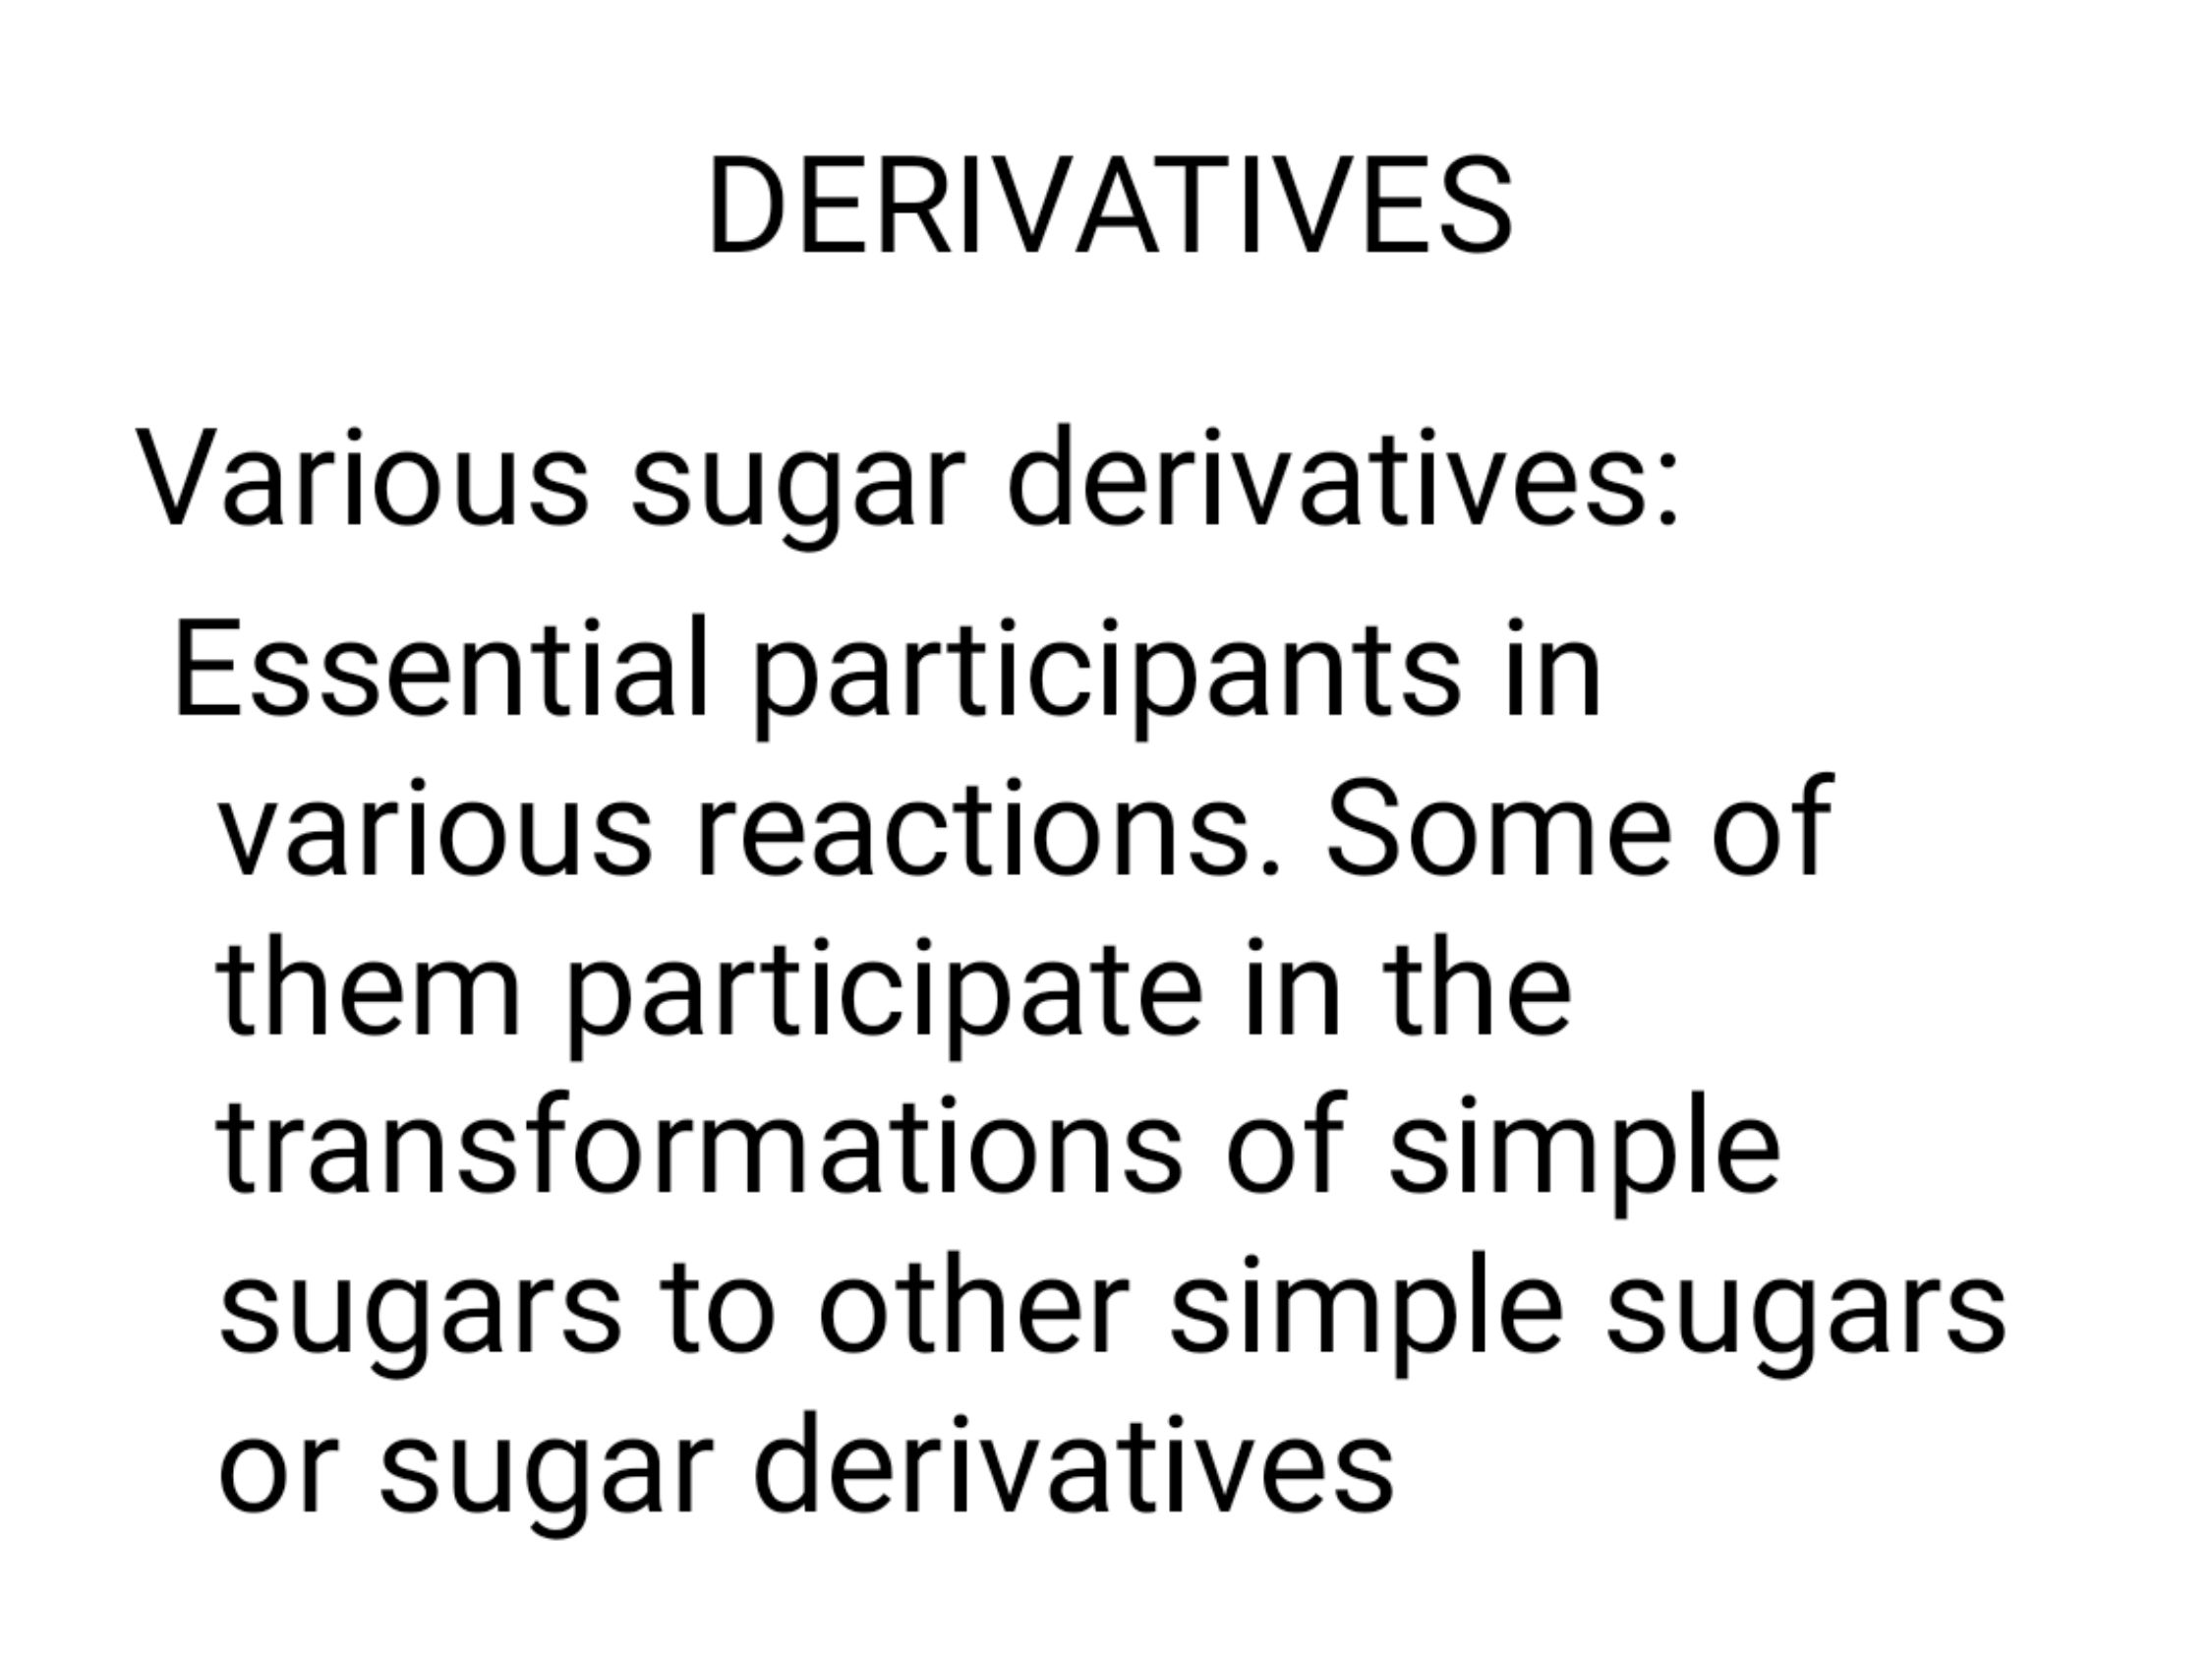 DERIVATIVES
Various sugar derivatives:
Essential participants in
various reactions. Some of
them participate in the
transformations of simple
sugars to other simple sugars
or sugar derivatives